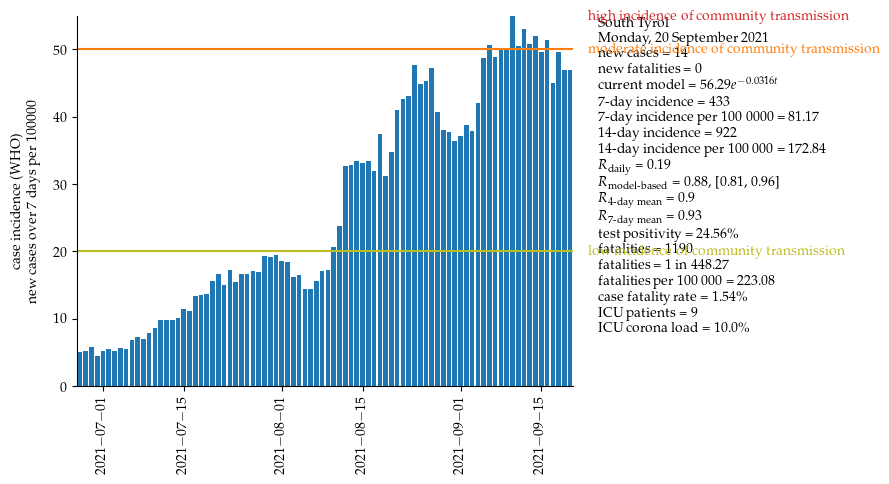 case incidence (WHO)
new cases over 7 days per 100000
50
40
30
20
10
0
2021−07−01
2021−07−15
2021−08−01
2021−08−15
2021−09−01
2021−09−15
high incidence of community transmission
moderate incidence of community transmission
low incidence of community transmission
South Tyrol
Monday, 20 September 2021
new cases = 14
new fatalities = 0
current model = 56.29e^{−0.0316t}
7-day incidence = 433
7-day incidence per 100 0000 = 81.17
14-day incidence = 922
14-day incidence per 100 000 = 172.84
R_daily = 0.19
R_model-based = 0.88, [0.81, 0.96]
R_4-day mean = 0.9
R_7-day mean = 0.93
test positivity = 24.56%
fatalities = 1190
fatalities = 1 in 448.27
fatalities per 100 000 = 223.08
case fatality rate = 1.54%
ICU patients = 9
ICU corona load = 10.0%